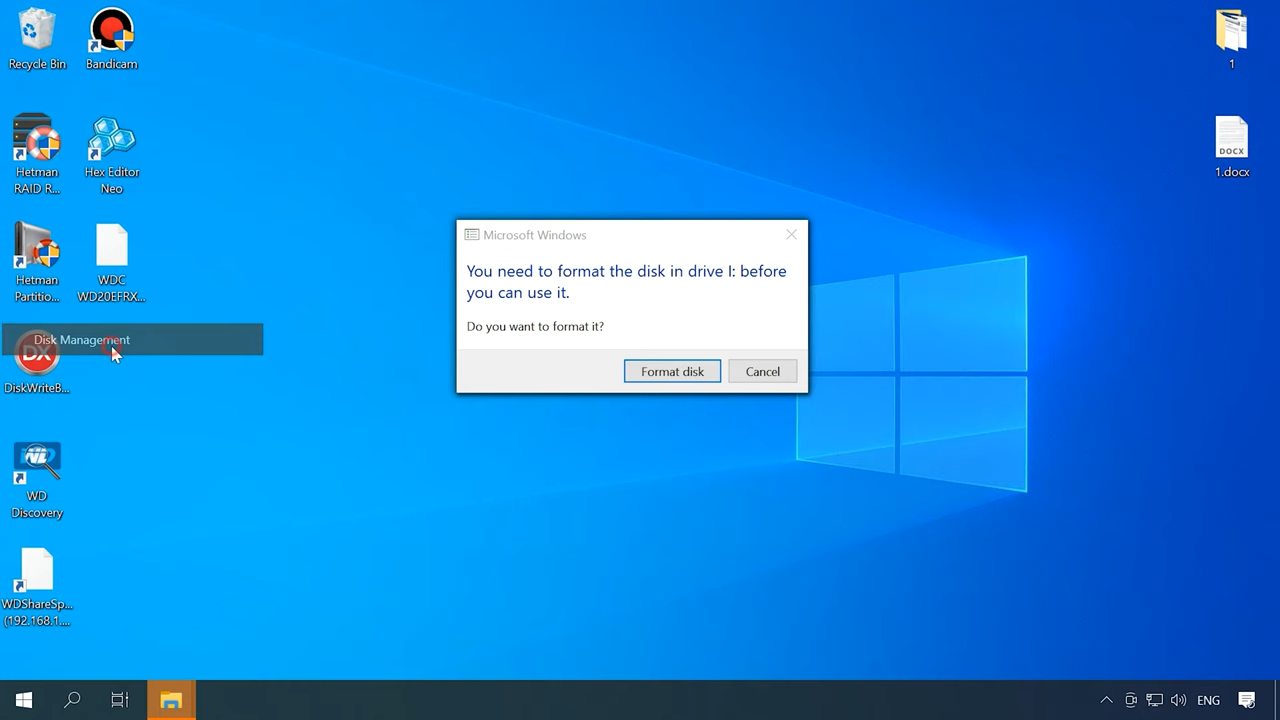 Recycle Bin
Bandicam
1
Hetman
RAID R...
Hex Editor
Neo
DOCX
1.docx
Hetman
Partitio...
WDC
WD20EFRX...
Microsoft Windows
You need to format the disk in drive I: before
you can use it.
Do you want to format it?
Format disk
Cancel
Disk Management
DX
DiskWriteB...
WD
WD
Discovery
WDShareSp...
(192.168.1....
ENG